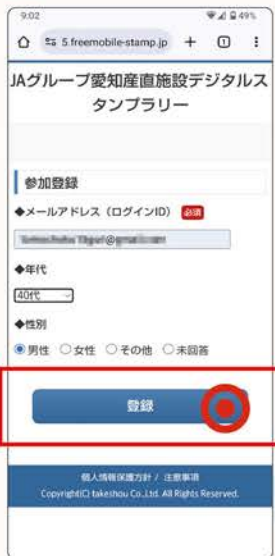 9:02
49%
5.freemobile-stamp.jp
JAグループ愛知産直施設デジタルス
タンプラリー
参加登録
◆メールアドレス（ログインID） 必須
◆年代
40代
◆性別
男性 女性 その他 未回答
登録
個人情報保護方針 / 注意事項
Copyright(C) takeshou Co.,Ltd. All Rights Reserved.